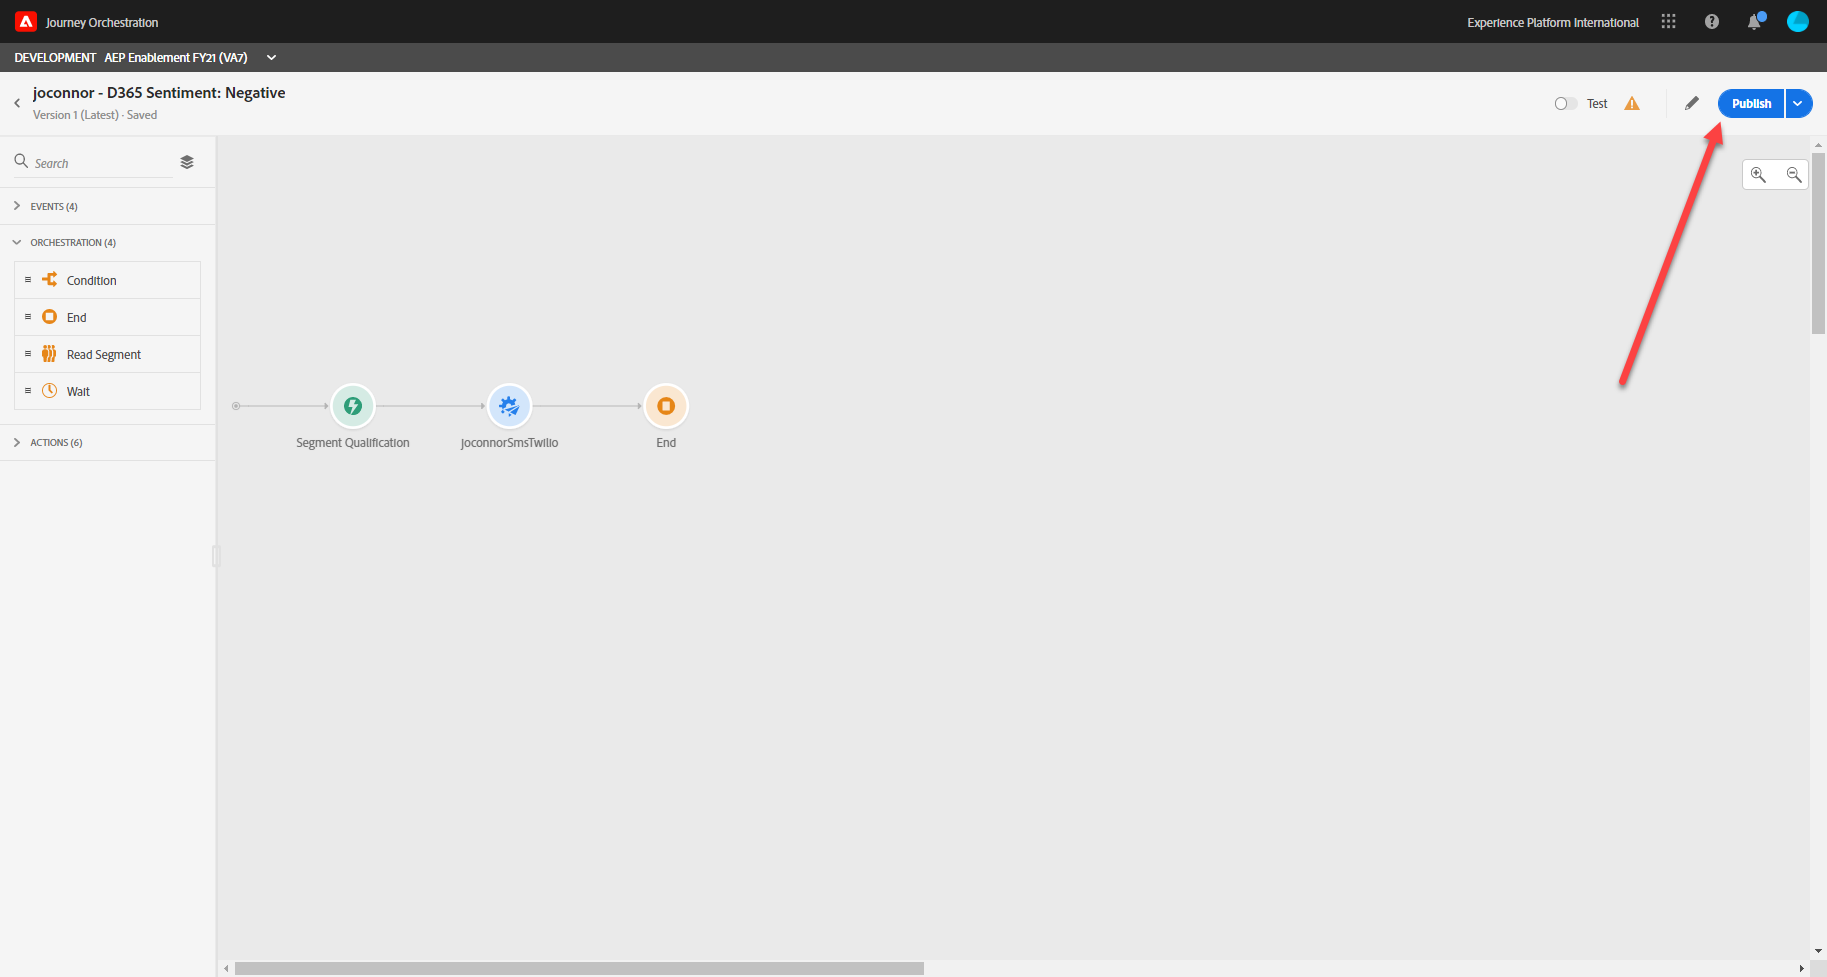 Journey Orchestration
Experience Platform International
DEVELOPMENT AEP Enablement FY21 (VA7)
joconnor - D365 Sentiment: Negative
Version 1 (Latest) · Saved
Test
Publish
Search
EVENTS (4)
ORCHESTRATION (4)
Condition
End
Read Segment
Wait
ACTIONS (6)
Segment Qualification
joconnorSmsTwilio
End